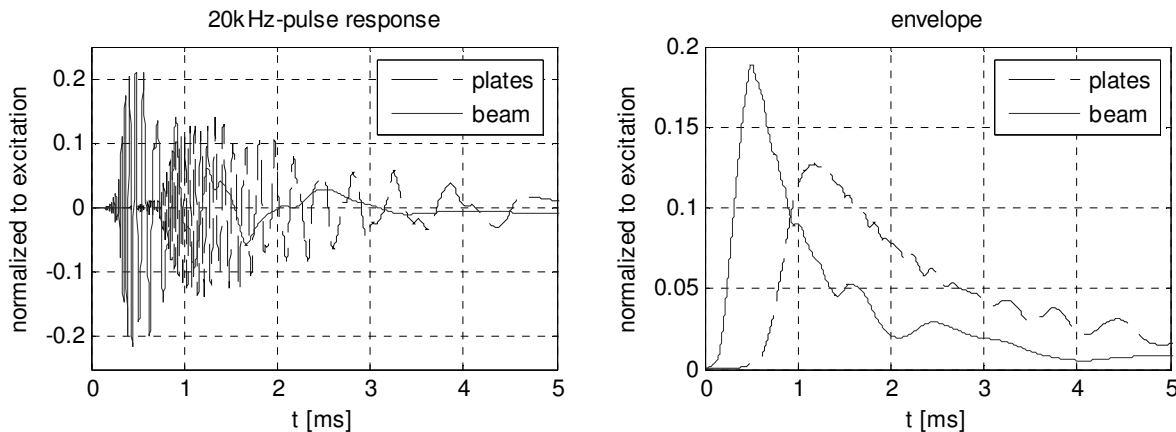 20kHz-pulse response
normalized to excitation
0.2
0.1
0
-0.1
-0.2
plates
beam
0 1 2 3 4 5
t [ms]
envelope
normalized to excitation
0.2
0.15
0.1
0.05
0
plates
beam
0 1 2 3 4 5
t [ms]